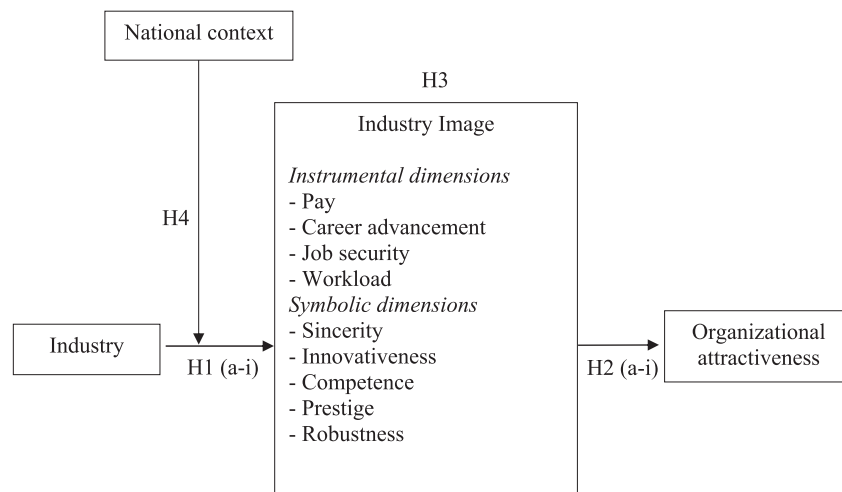 National context
H3
Industry Image
Instrumental dimensions
- Pay
- Career advancement
- Job security
- Workload
Symbolic dimensions
- Sincerity
- Innovativeness
- Competence
- Prestige
- Robustness
H4
Industry
H1 (a-i)
H2 (a-i)
Organizational
attractiveness